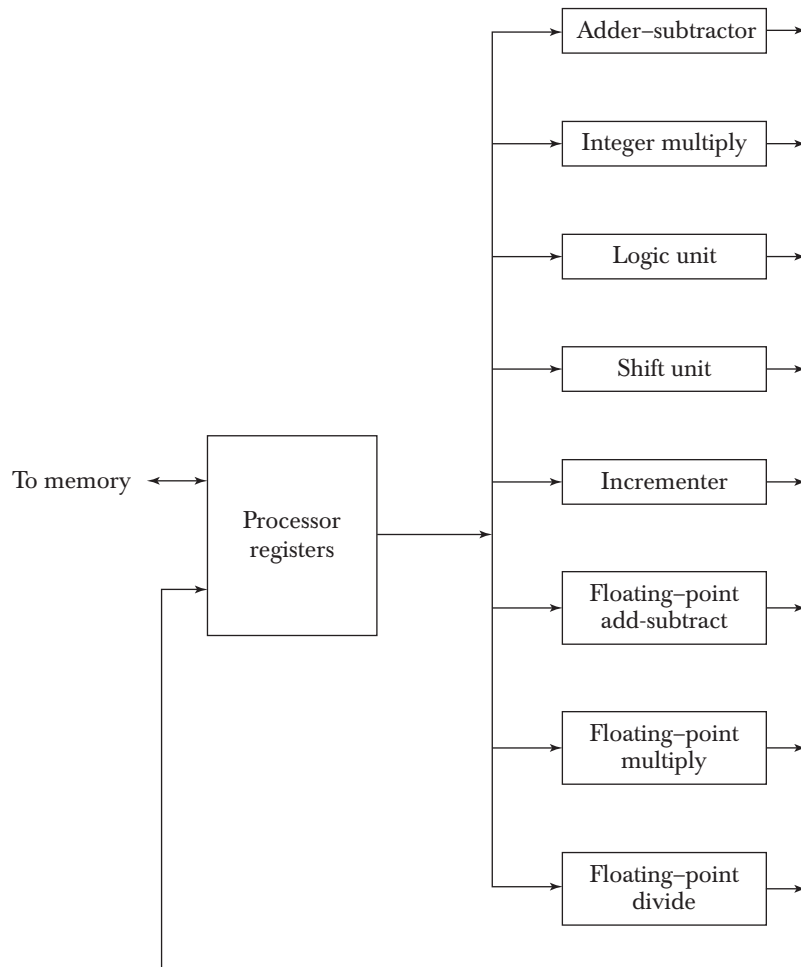 Adder–subtractor
Integer multiply
Logic unit
Shift unit
To memory
Processor
registers
Incrementer
Floating–point
add-subtract
Floating–point
multiply
Floating–point
divide